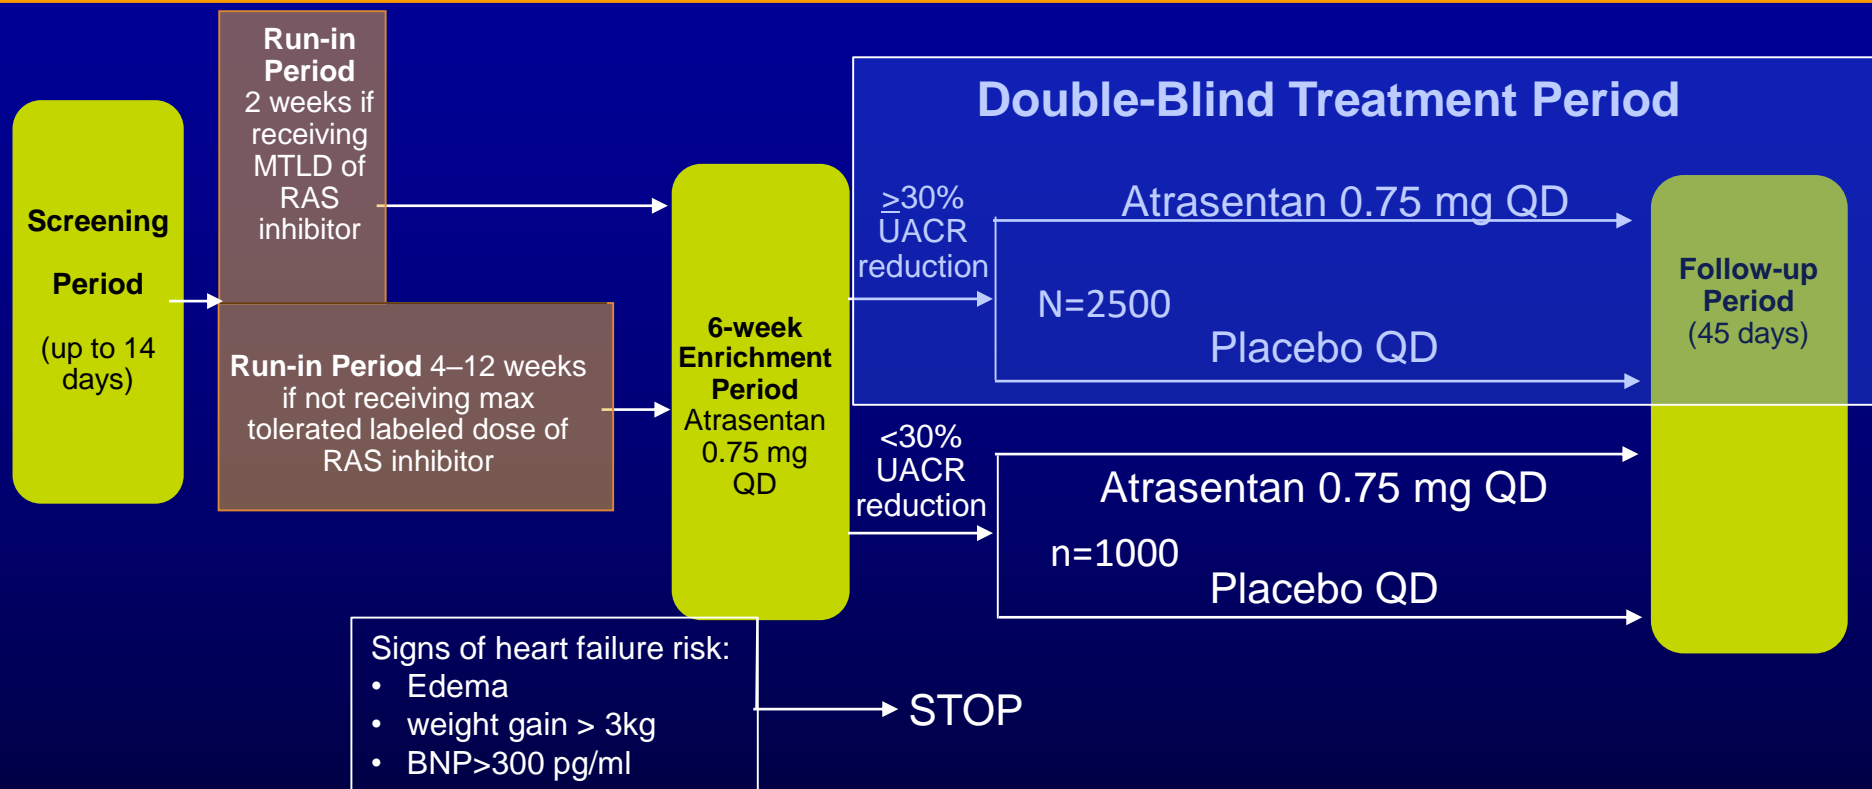 Screening
Period
(up to 14
days)
Run-in
Period
2 weeks if
receiving
MTLD of
RAS
inhibitor
Run-in Period 4–12 weeks
if not receiving max
tolerated labeled dose of
RAS inhibitor
6-week
Enrichment
Period
Atrasentan
0.75 mg
QD
Signs of heart failure risk:
• Edema
• weight gain > 3kg
• BNP>300 pg/ml
STOP
Double-Blind Treatment Period
≥30%
UACR
reduction
Atrasentan 0.75 mg QD
N=2500
Placebo QD
<30%
UACR
reduction
Atrasentan 0.75 mg QD
n=1000
Placebo QD
Follow-up
Period
(45 days)